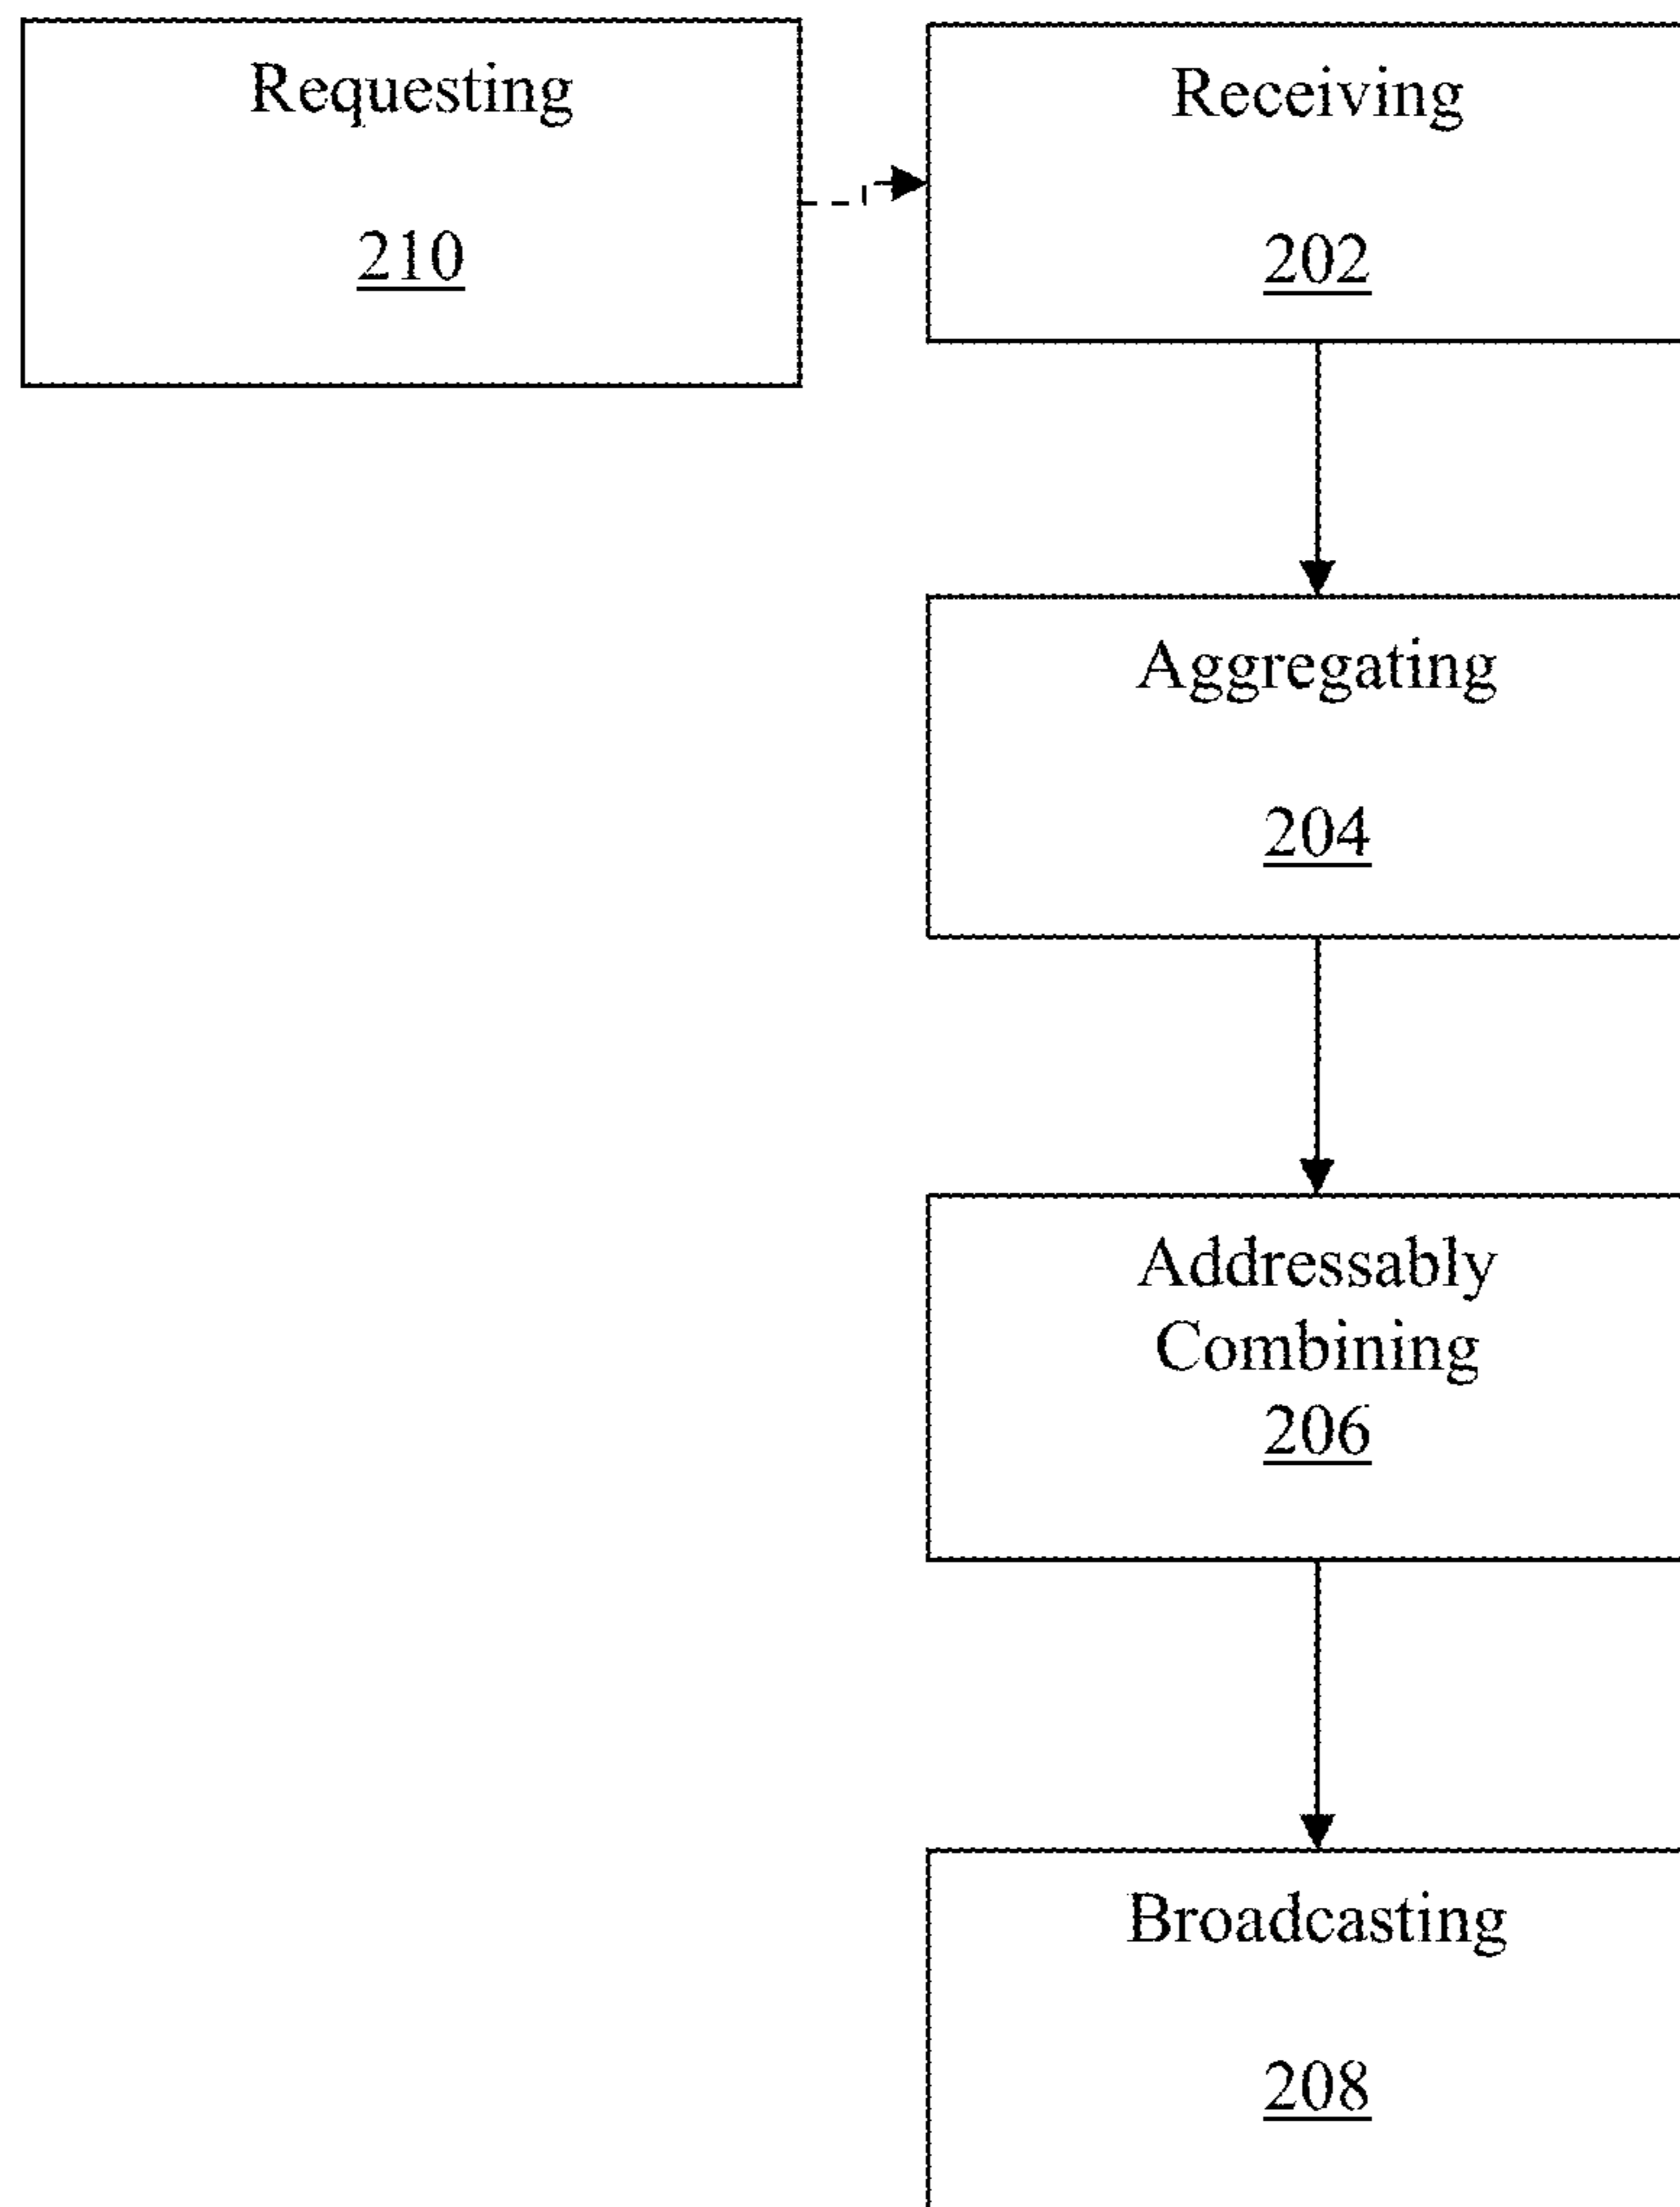 Requesting
210
Receiving
202
Aggregating
204
Addressably
Combining
206
Broadcasting
208